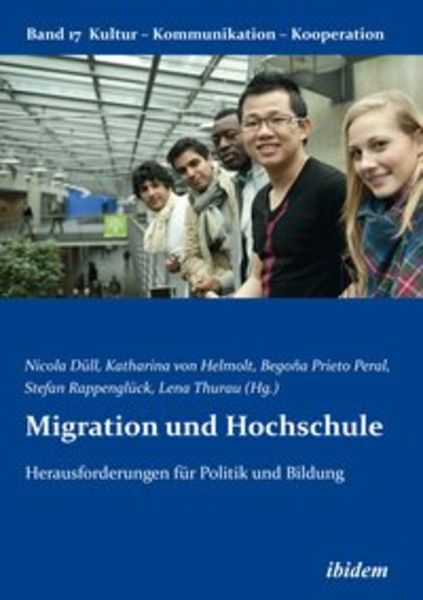 Band 17 Kultur – Kommunikation – Kooperation
Nicola Düll, Katharina von Helmolt, Begoña Prieto Peral,
Stefan Rappenglück, Lena Thurau (Hg.)
Migration und Hochschule
Herausforderungen für Politik und Bildung
ibidem